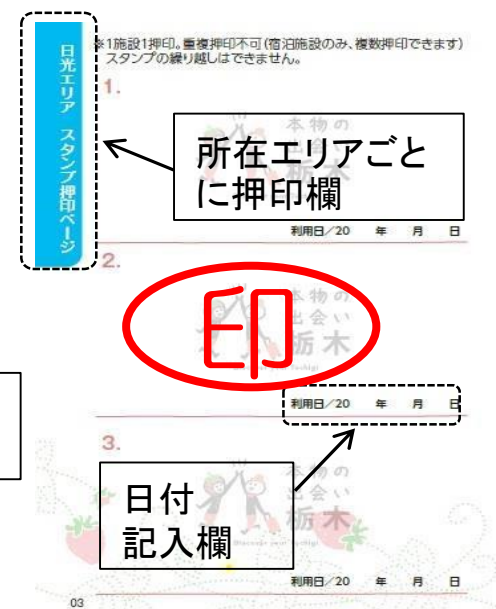 日光エリア スタンプ押印ページ
※1施設1押印。重複押印不可(宿泊施設のみ、複数押印できます)
スタンプの繰り越しはできません。
1.
本物の
所在エリアごと
に押印欄
利用日/20 年 月 日
2.
本物の
出会い
栃木
印
利用日/20 年 月 日
3.
本物の
出会い
栃木
Discover your Tochigi
日付
記入欄
利用日/20 年 月 日
03